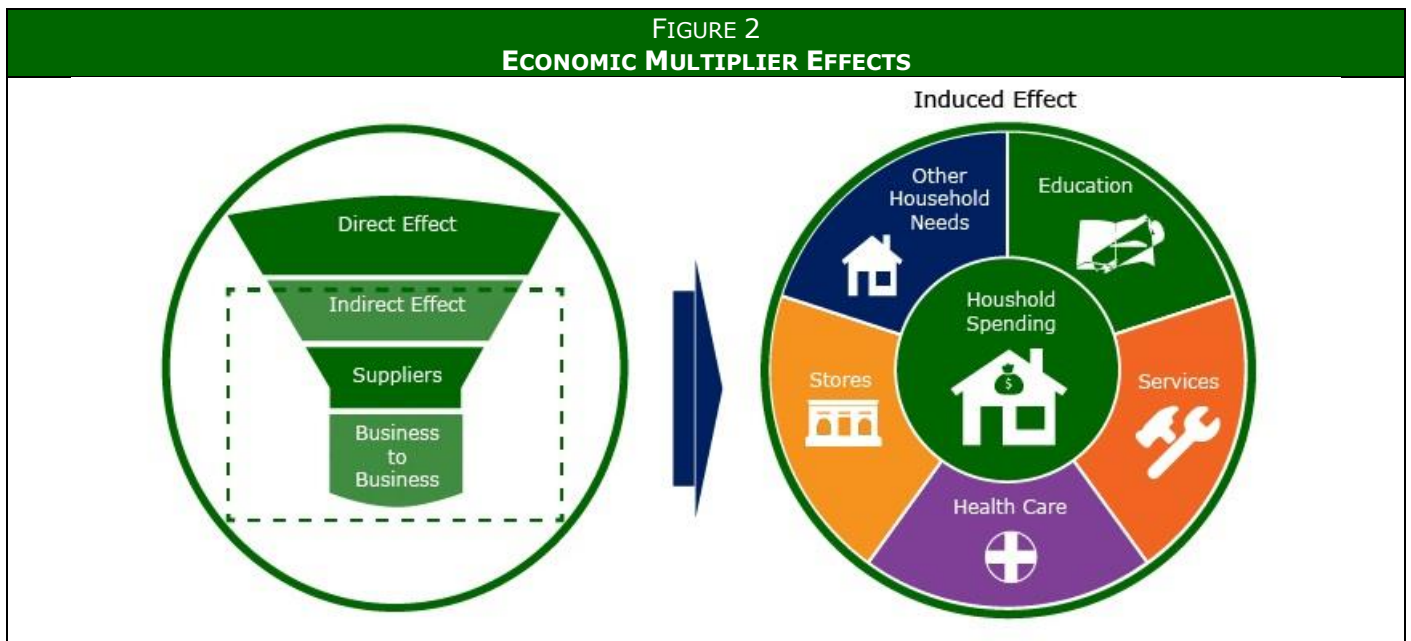 FIGURE 2
ECONOMIC MULTIPLIER EFFECTS
Direct Effect
Indirect Effect
Suppliers
Business
to
Business
Induced Effect
Other
Household
Needs
Education
Houshold
Spending
$
Stores
Services
Health Care